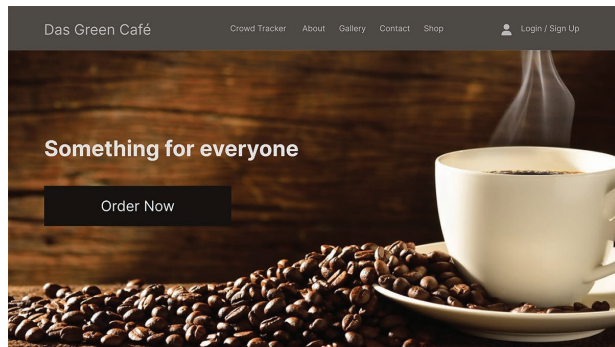 Das Green Café
Crowd Tracker About Gallery Contact Shop
Login / Sign Up
Something for everyone
Order Now